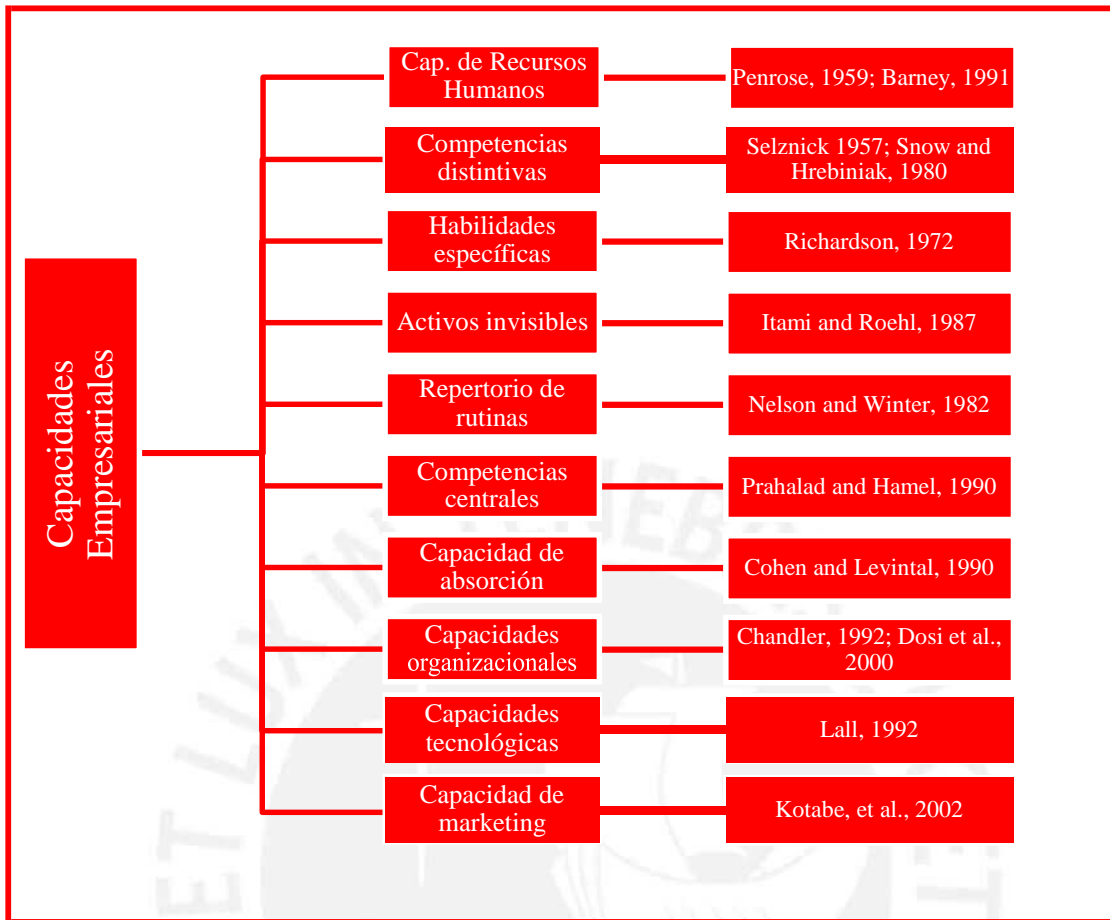 Capacidades
Empresariales
Cap. de Recursos
Humanos
Penrose, 1959; Barney, 1991
Competencias
distintivas
Selznick 1957; Snow and
Hrebiniak, 1980
Habilidades
específicas
Richardson, 1972
Activos invisibles
Itami and Roehl, 1987
Repertorio de
rutinas
Nelson and Winter, 1982
Competencias
centrales
Prahalad and Hamel, 1990
Capacidad de
absorción
Cohen and Levintal, 1990
Capacidades
organizacionales
Chandler, 1992; Dosi et al.,
2000
Capacidades
tecnológicas
Lall, 1992
Capacidad de
marketing
Kotabe, et al., 2002
ET LUX IN